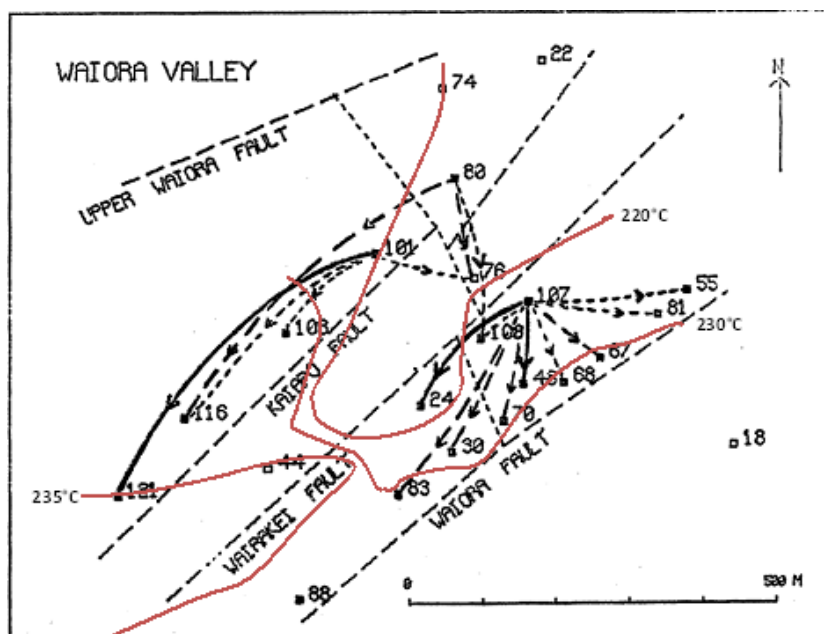 WAIORA VALLEY
22
N
74
UPPER WAIORA FAULT
80
220°C
101
76
107
55
81
230°C
103
108
KAIAPO FAULT
67
116
24
48
68
70
30
18
44
235°C
121
83
WAIRAKEI FAULT
WAIORA FAULT
88
0
500 M